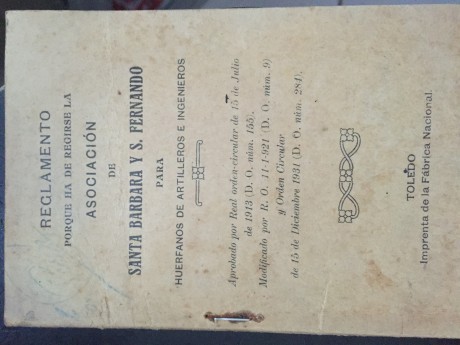 REGLAMENTO
PORQUE HA DE REGIRSE LA
ASOCIACIÓN
DE
SANTA BARBARA Y S. FERNANDO
PARA
HUERFANOS DE ARTILLEROS E INGENIEROS
Aprobado por Real orden-circular de 15 de Julio
de 1913 (D. O. núm. 155).
Modificado por R. O. 11-1-921 (D. O. núm. 9)
y Orden Circular
de 15 de Diciembre 1931 (D. O. núm. 284).
TOLEDO
Imprenta de la Fábrica Nacional.